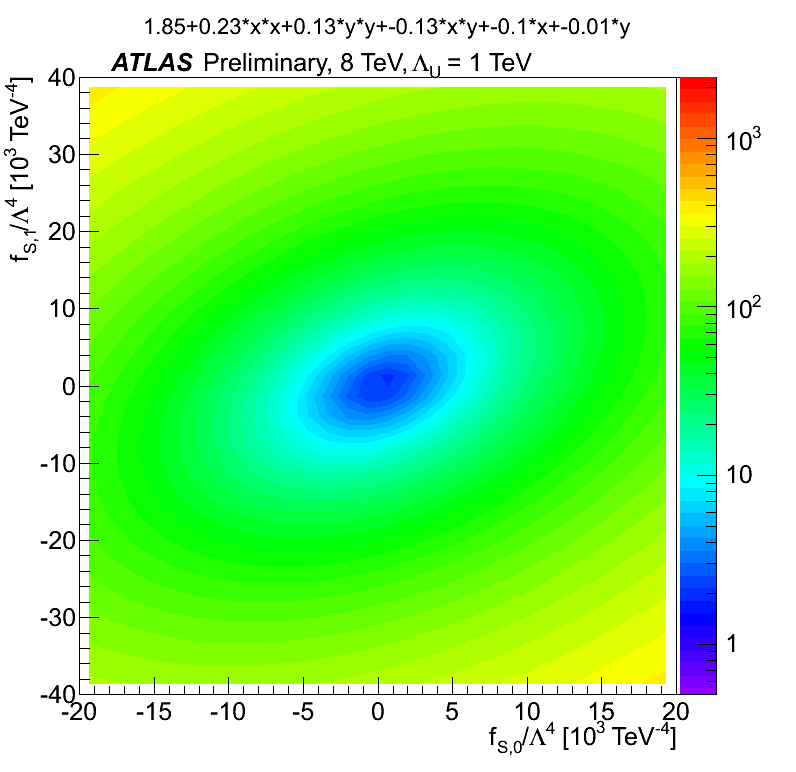 1.85+0.23*x*x+0.13*y*y+-0.13*x*y+-0.1*x+-0.01*y
ATLAS Preliminary, 8 TeV, Λ_U = 1 TeV
f_S,1/Λ^4 [10^3 TeV^-4]
40
30
20
10
0
-10
-20
-30
-40
10^3
10^2
10
1
-20 -15 -10 -5 0 5 10 15 20
f_S,0/Λ^4 [10^3 TeV^-4]